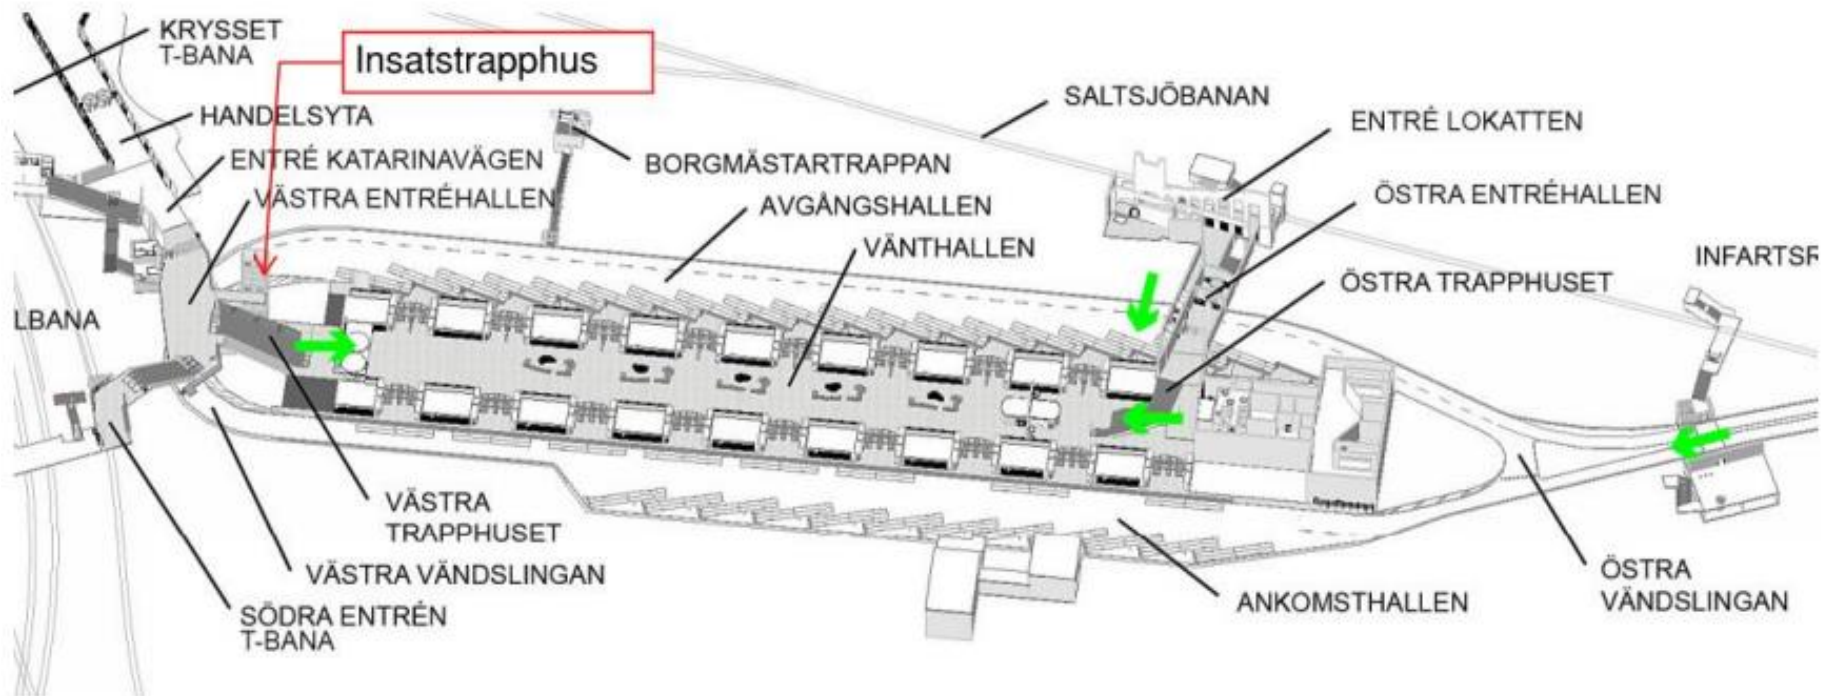 KRYSSET
T-BANA
Insatstrapphus
HANDELSYTA
SALTSJÖBANAN
ENTRÉ LOKATTEN
ENTRÉ KATARINAVÄGEN
BORGMÄSTARTRAPPAN
VÄSTRA ENTRÉHALLEN
AVGÅNGSHALLEN
ÖSTRA ENTRÉHALLEN
VÄNTHALLEN
INFARTSF
ÖSTRA TRAPPHUSET
LBANA
VÄSTRA
TRAPPHUSET
VÄSTRA VÄNDSLINGAN
ÖSTRA
VÄNDSLINGAN
ANKOMSTHALLEN
SÖDRA ENTRÉN
T-BANA